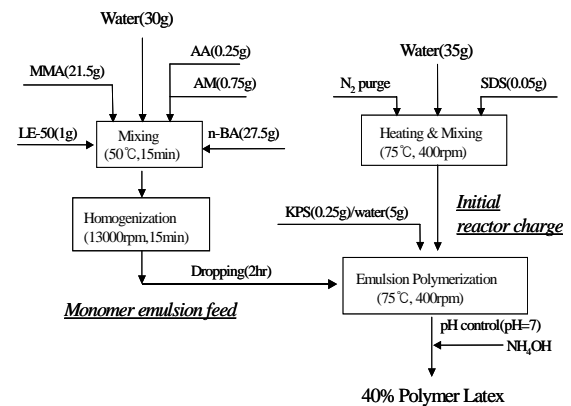 Water(30g)
AA(0.25g)
MMA(21.5g)
AM(0.75g)
LE-50(1g)
Mixing
(50℃,15min)
n-BA(27.5g)
Homogenization
(13000rpm,15min)
Dropping(2hr)
Monomer emulsion feed
Water(35g)
N2 purge
SDS(0.05g)
Heating & Mixing
(75℃, 400rpm)
Initial
reactor charge
KPS(0.25g)/water(5g)
Emulsion Polymerization
(75℃, 400rpm)
pH control(pH=7)
NH4OH
40% Polymer Latex